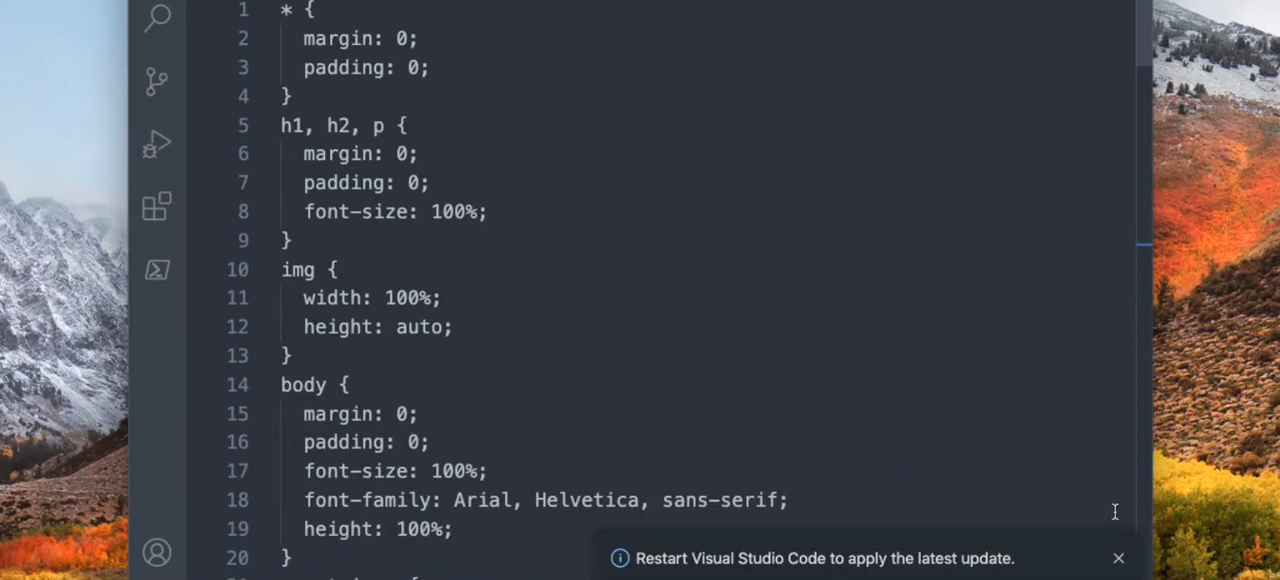 1 * {
2 margin: 0;
3 padding: 0;
4 }
5 h1, h2, p {
6 margin: 0;
7 padding: 0;
8 font-size: 100%;
9 }
10 img {
11 width: 100%;
12 height: auto;
13 }
14 body {
15 margin: 0;
16 padding: 0;
17 font-size: 100%;
18 font-family: Arial, Helvetica, sans-serif;
19 height: 100%;
20 }
Restart Visual Studio Code to apply the latest update.